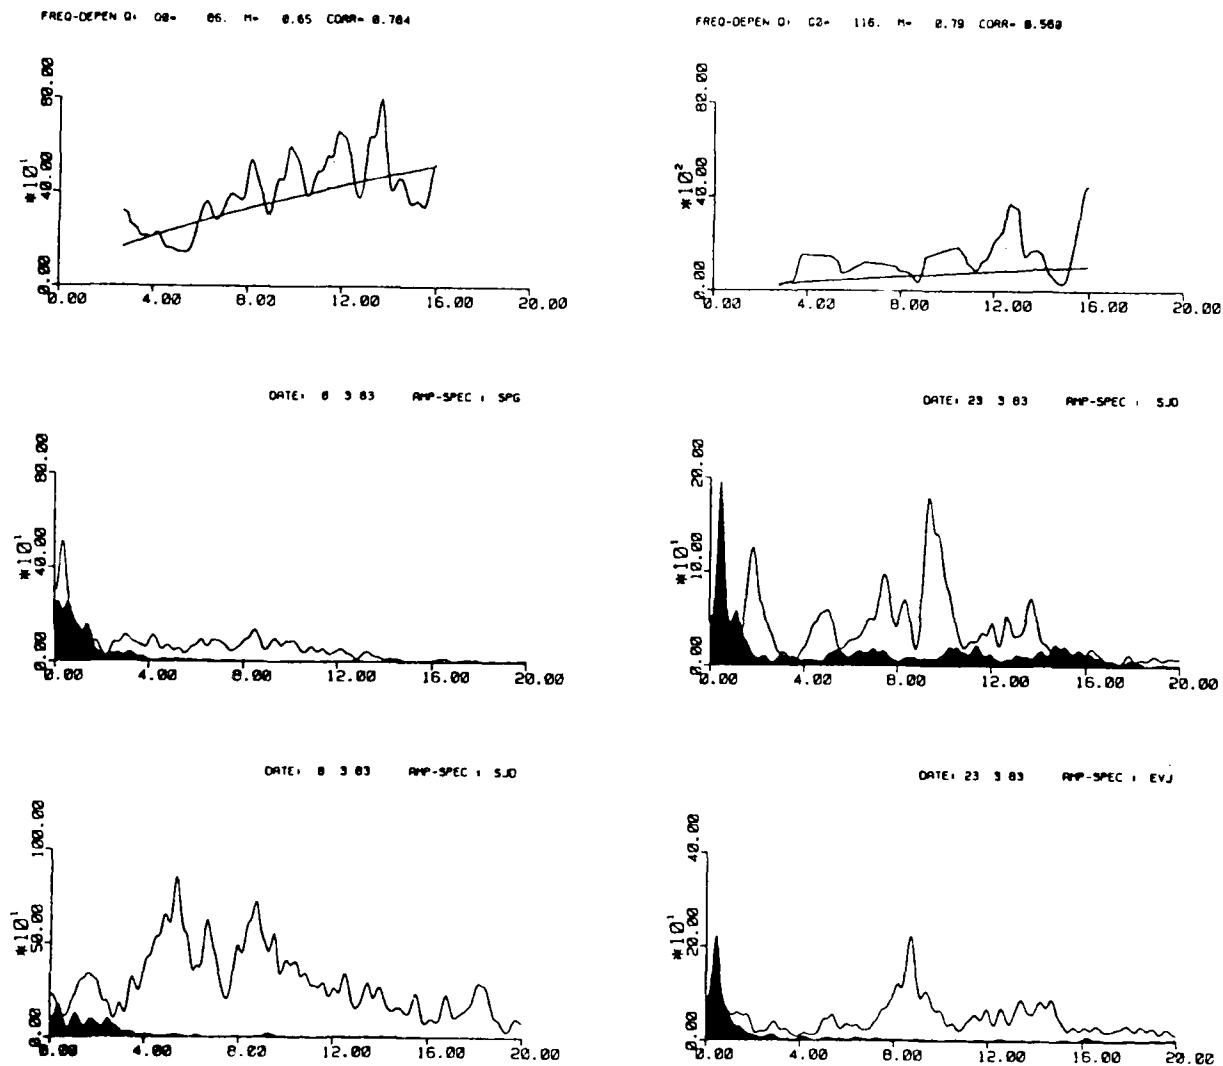 FREQ-DEPEN Q: Q0= 86. M= 0.65 CORR= 0.764
80.00
*10¹
40.00
0.00
0.00 4.00 8.00 12.00 16.00 20.00
FREQ-DEPEN Q: Q0= 116. M= 0.79 CORR= 0.560
80.00
*10²
40.00
0.00
0.00 4.00 8.00 12.00 16.00 20.00
DATE: 8 3 83 AMP-SPEC : SPG
80.00
*10¹
40.00
0.00
0.00 4.00 8.00 12.00 16.00 20.00
DATE: 23 3 83 AMP-SPEC : SJD
20.00
*10¹
10.00
0.00
0.00 4.00 8.00 12.00 16.00 20.00
DATE: 8 3 83 AMP-SPEC : SJD
100.00
*10¹
50.00
0.00
0.00 4.00 8.00 12.00 16.00 20.00
DATE: 23 3 83 AMP-SPEC : EVJ
40.00
*10¹
20.00
0.00
0.00 4.00 8.00 12.00 16.00 20.00